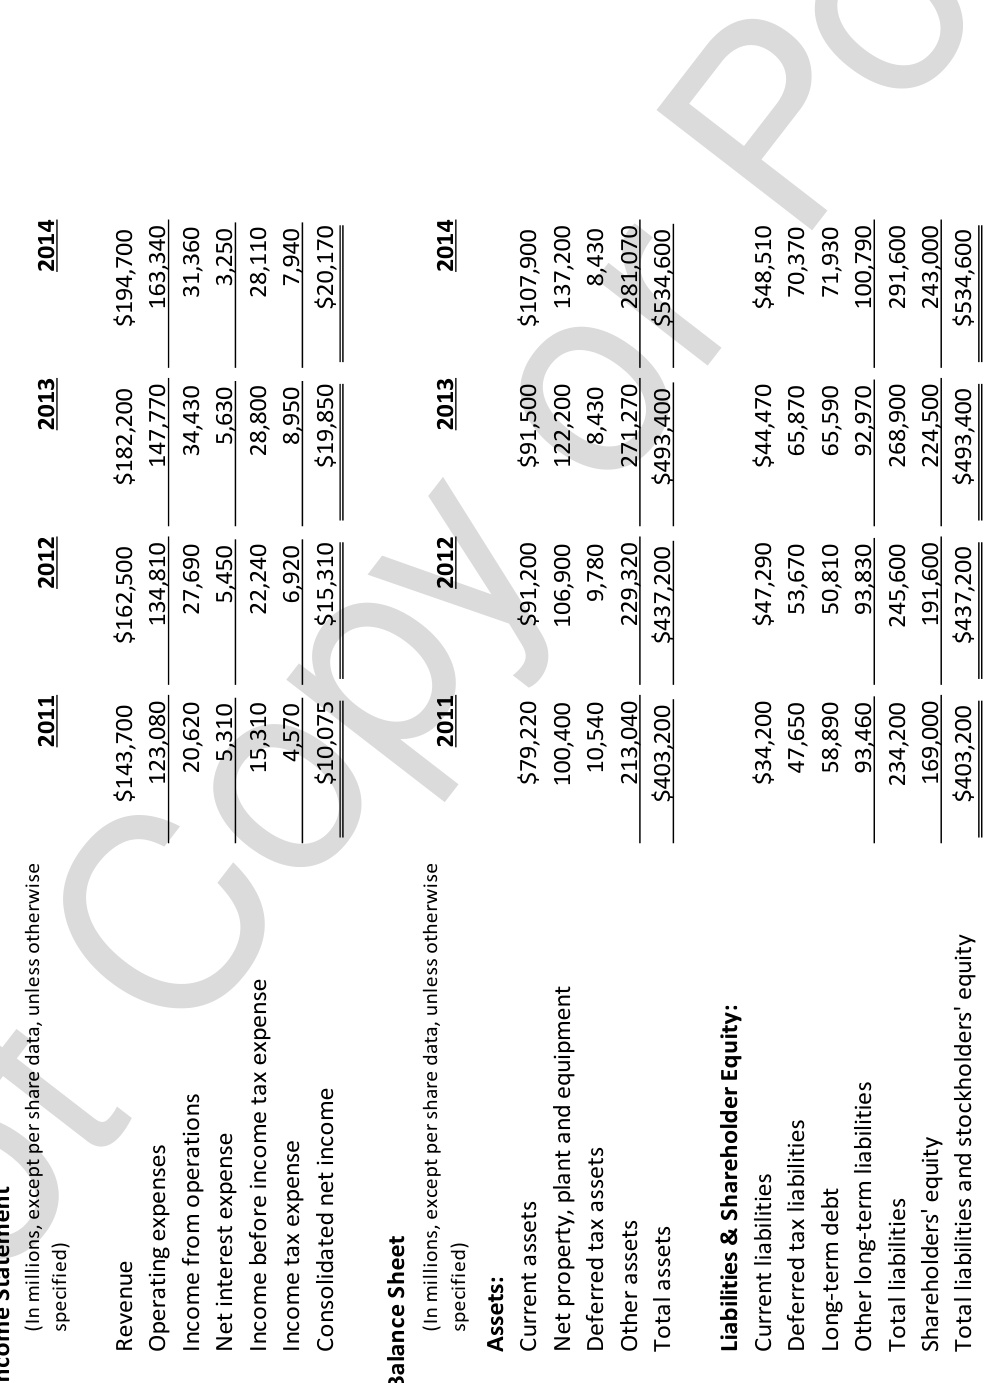 ncome Statement
(In millions, except per share data, unless otherwise
specified)
2011 2012 2013 2014
Revenue $143,700 $162,500 $182,200 $194,700
Operating expenses 123,080 134,810 147,770 163,340
Income from operations 20,620 27,690 34,430 31,360
Net interest expense 5,310 5,450 5,630 3,250
Income before income tax expense 15,310 22,240 28,800 28,110
Income tax expense 4,570 6,920 8,950 7,940
Consolidated net income $10,075 $15,310 $19,850 $20,170
Balance Sheet
(In millions, except per share data, unless otherwise
specified)
2011 2012 2013 2014
Assets:
Current assets $79,220 $91,200 $91,500 $107,900
Net property, plant and equipment 100,400 106,900 122,200 137,200
Deferred tax assets 10,540 9,780 8,430 8,430
Other assets 213,040 229,320 271,270 281,070
Total assets $403,200 $437,200 $493,400 $534,600
Liabilities & Shareholder Equity:
Current liabilities $34,200 $47,290 $44,470 $48,510
Deferred tax liabilities 47,650 53,670 65,870 70,370
Long-term debt 58,890 50,810 65,590 71,930
Other long-term liabilities 93,460 93,830 92,970 100,790
Total liabilities 234,200 245,600 268,900 291,600
Shareholders' equity 169,000 191,600 224,500 243,000
Total liabilities and stockholders' equity $403,200 $437,200 $493,400 $534,600
ot Copy or Po